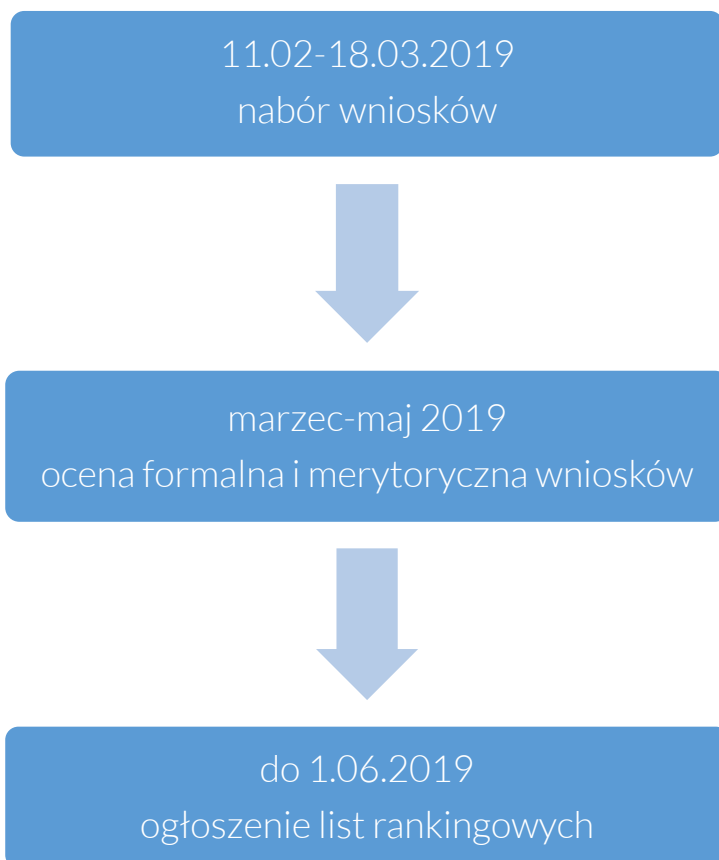 11.02-18.03.2019
nabór wniosków
marzec-maj 2019
ocena formalna i merytoryczna wniosków
do 1.06.2019
ogłoszenie list rankingowych